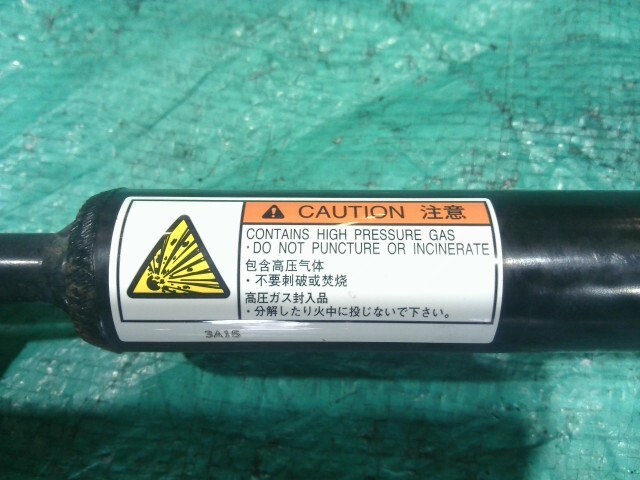 CAUTION 注意
CONTAINS HIGH PRESSURE GAS
・DO NOT PUNCTURE OR INCINERATE
包含高压气体
・不要刺破或焚烧
高圧ガス封入品
・分解したり火中に投じないで下さい。
3A15